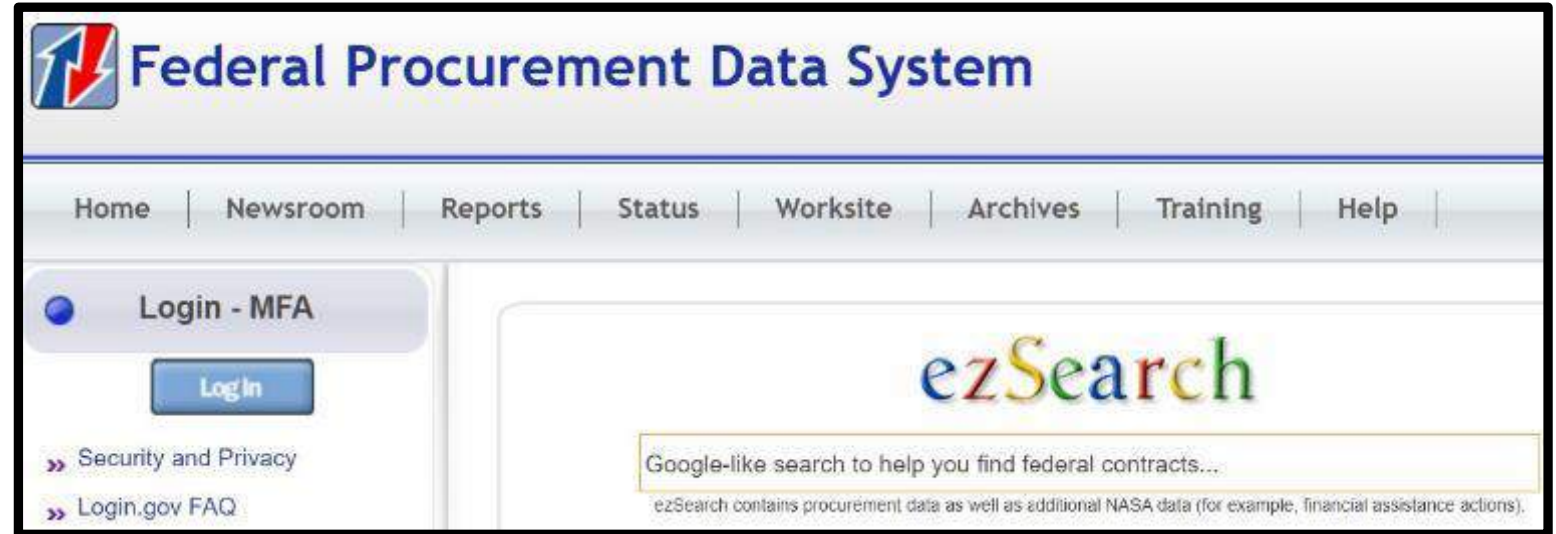 Federal Procurement Data System
Home | Newsroom | Reports | Status | Worksite | Archives | Training | Help |
Login - MFA
Log In
» Security and Privacy
» Login.gov FAQ
ezSearch
Google-like search to help you find federal contracts...
ezSearch contains procurement data as well as additional NASA data (for example, financial assistance actions).